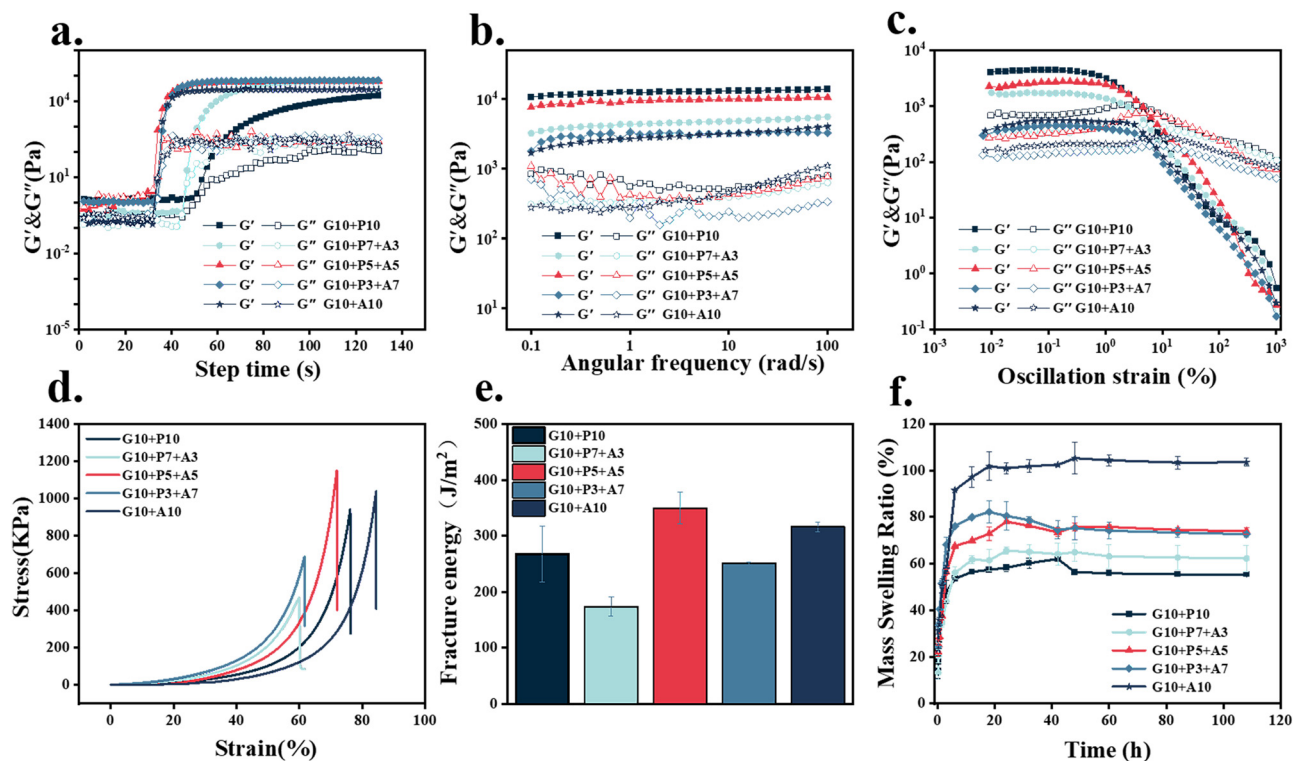 a.
G′&G″(Pa)
10^4
10^1
10^-2
10^-5
0 20 40 60 80 100 120 140
Step time (s)
G′ G″ G10+P10
G′ G″ G10+P7+A3
G′ G″ G10+P5+A5
G′ G″ G10+P3+A7
G′ G″ G10+A10
b.
G′&G″(Pa)
10^4
10^3
10^2
10^1
0.1 1 10 100
Angular frequency (rad/s)
G′ G″ G10+P10
G′ G″ G10+P7+A3
G′ G″ G10+P5+A5
G′ G″ G10+P3+A7
G′ G″ G10+A10
c.
G′&G″(Pa)
10^4
10^3
10^2
10^1
10^0
10^-1
10^-3 10^-2 10^-1 10^0 10^1 10^2 10^3
Oscillation strain (%)
G′ G″ G10+P10
G′ G″ G10+P7+A3
G′ G″ G10+P5+A5
G′ G″ G10+P3+A7
G′ G″ G10+A10
d.
Stress(KPa)
1400
1200
1000
800
600
400
200
0
0 20 40 60 80 100
Strain(%)
G10+P10
G10+P7+A3
G10+P5+A5
G10+P3+A7
G10+A10
e.
Fracture energy（J/m²）
500
400
300
200
100
0
G10+P10
G10+P7+A3
G10+P5+A5
G10+P3+A7
G10+A10
f.
Mass Swelling Ratio (%)
120
100
80
60
40
20
0
0 20 40 60 80 100 120
Time (h)
G10+P10
G10+P7+A3
G10+P5+A5
G10+P3+A7
G10+A10